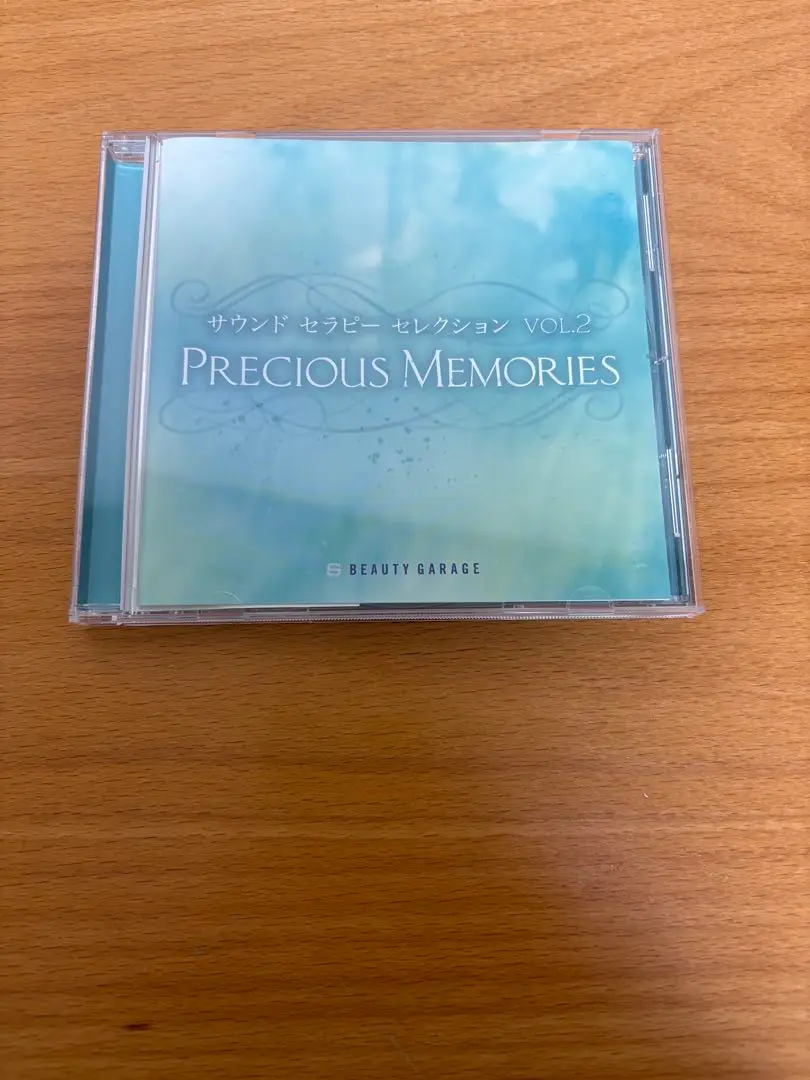 サウンド セラピー セレクション VOL.2
PRECIOUS MEMORIES
BEAUTY GARAGE